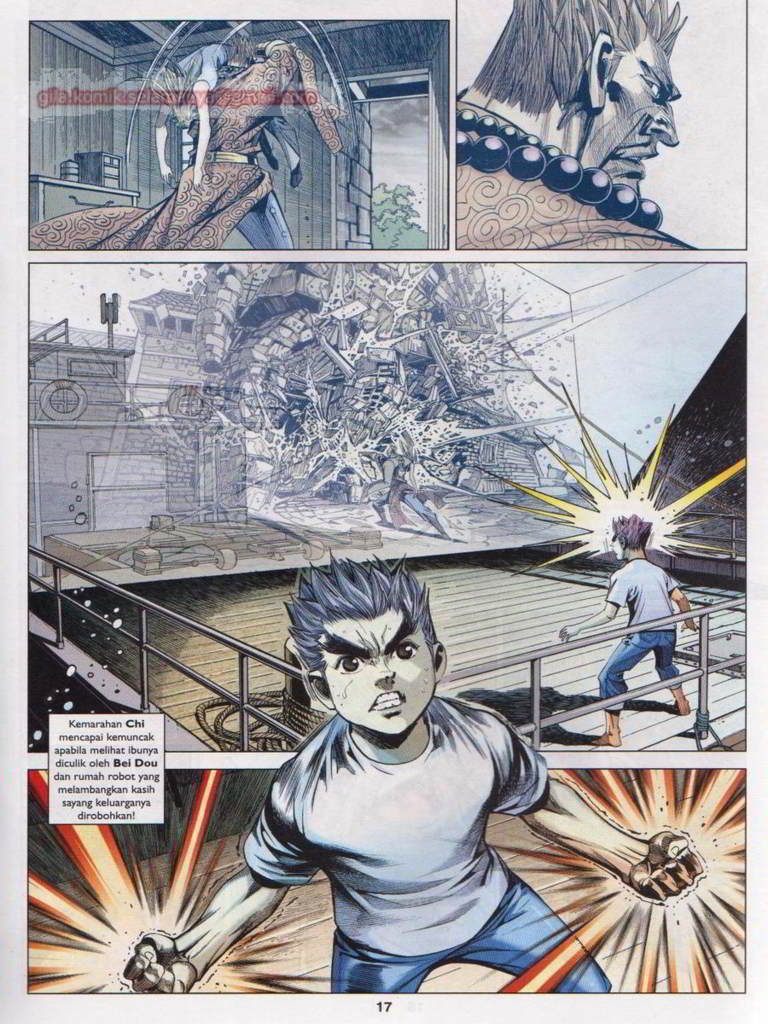 Kemarahan Chi
mencapai kemuncak
apabila melihat ibunya
diculik oleh Bei Dou
dan rumah robot yang
melambangkan kasih
sayang keluarganya
dirobohkan!
17